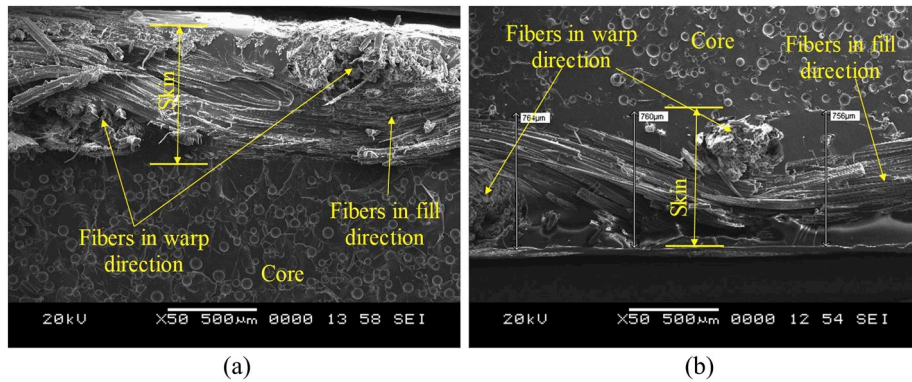 Skin
Fibers in warp
direction
Fibers in fill
direction
Core
20kV X50 500µm 0000 13 58 SEI
(a)
Fibers in warp
direction
Core
Fibers in fill
direction
764µm
760µm
756µm
Skin
20kV X50 500µm 0000 12 54 SEI
(b)